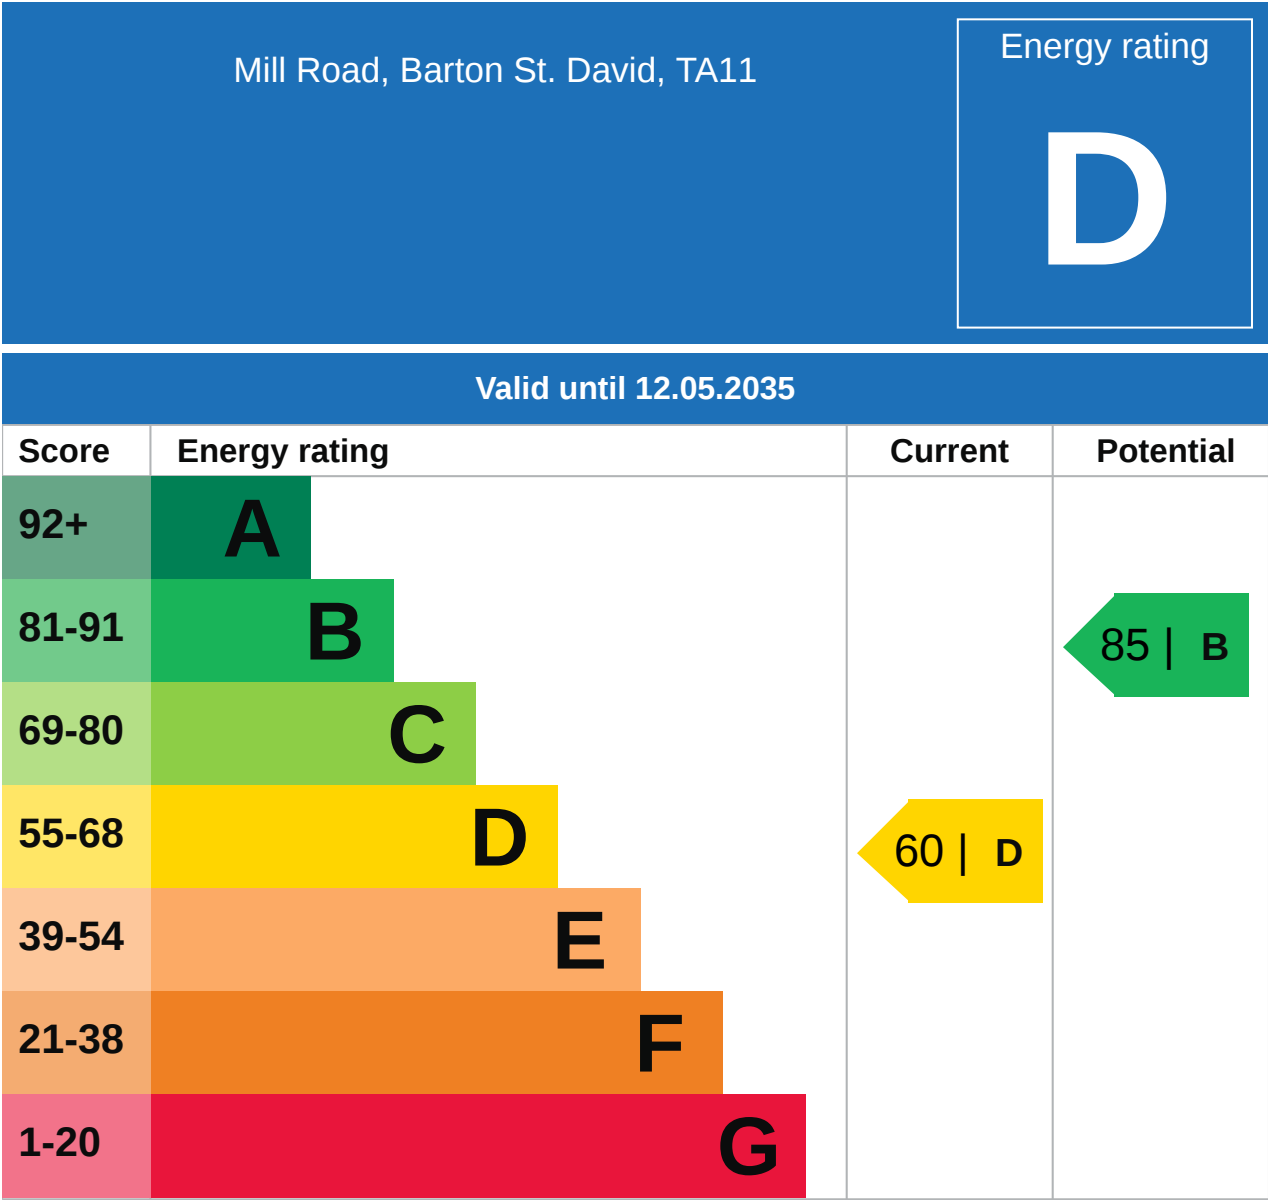 Mill Road, Barton St. David, TA11
Energy rating
D
Valid until 12.05.2035
Score Energy rating Current Potential
92+ A
81-91 B 85 | B
69-80 C
55-68 D 60 | D
39-54 E
21-38 F
1-20 G